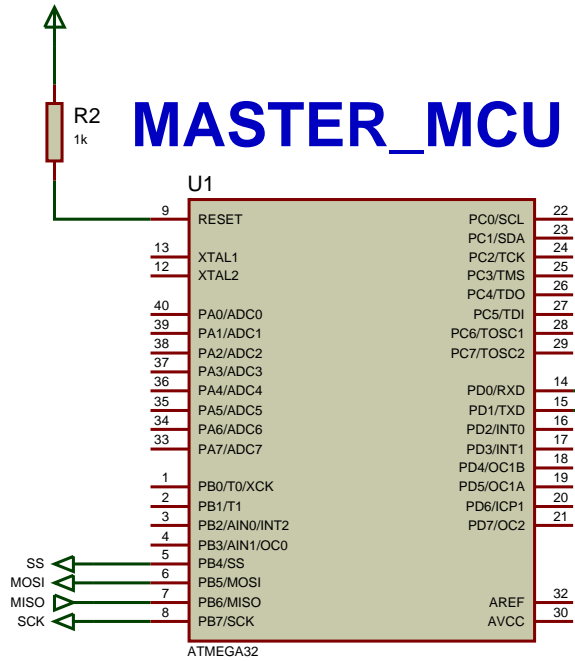 R2
1k
MASTER_MCU
U1
9 RESET PC0/SCL 22
PC1/SDA 23
13 XTAL1 PC2/TCK 24
12 XTAL2 PC3/TMS 25
PC4/TDO 26
40 PA0/ADC0 PC5/TDI 27
39 PA1/ADC1 PC6/TOSC1 28
38 PA2/ADC2 PC7/TOSC2 29
37 PA3/ADC3
36 PA4/ADC4 PD0/RXD 14
35 PA5/ADC5 PD1/TXD 15
34 PA6/ADC6 PD2/INT0 16
33 PA7/ADC7 PD3/INT1 17
PD4/OC1B 18
1 PB0/T0/XCK PD5/OC1A 19
2 PB1/T1 PD6/ICP1 20
3 PB2/AIN0/INT2 PD7/OC2 21
4 PB3/AIN1/OC0
SS 5 PB4/SS
MOSI 6 PB5/MOSI
MISO 7 PB6/MISO AREF 32
SCK 8 PB7/SCK AVCC 30
ATMEGA32